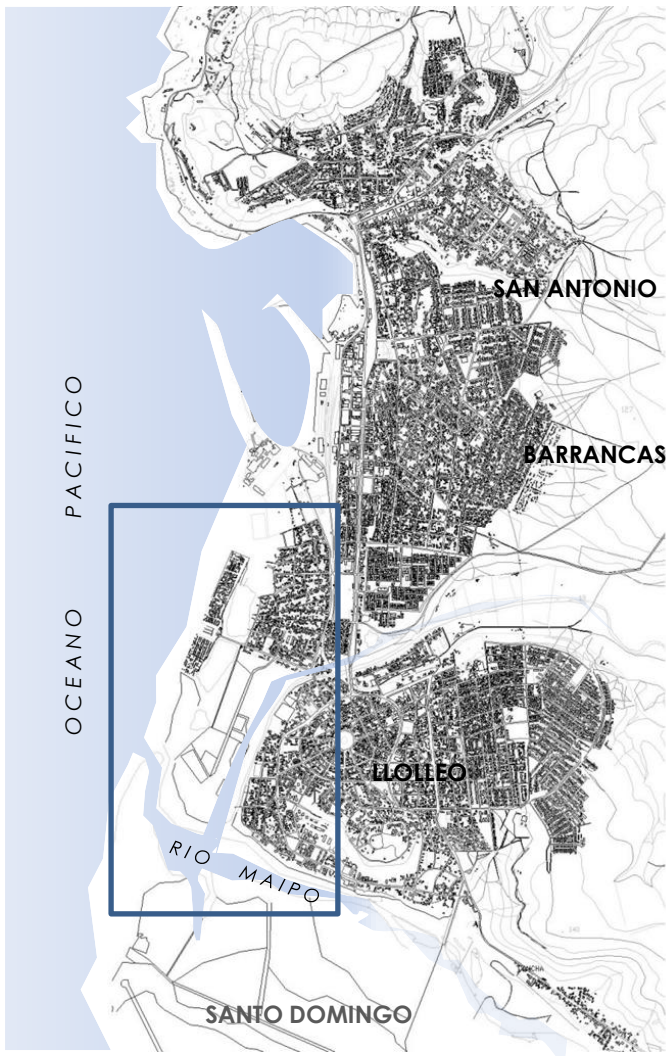 SAN ANTONIO
BARRANCAS
OCEANO PACIFICO
LLOLLEO
RIO MAIPO
SANTO DOMINGO